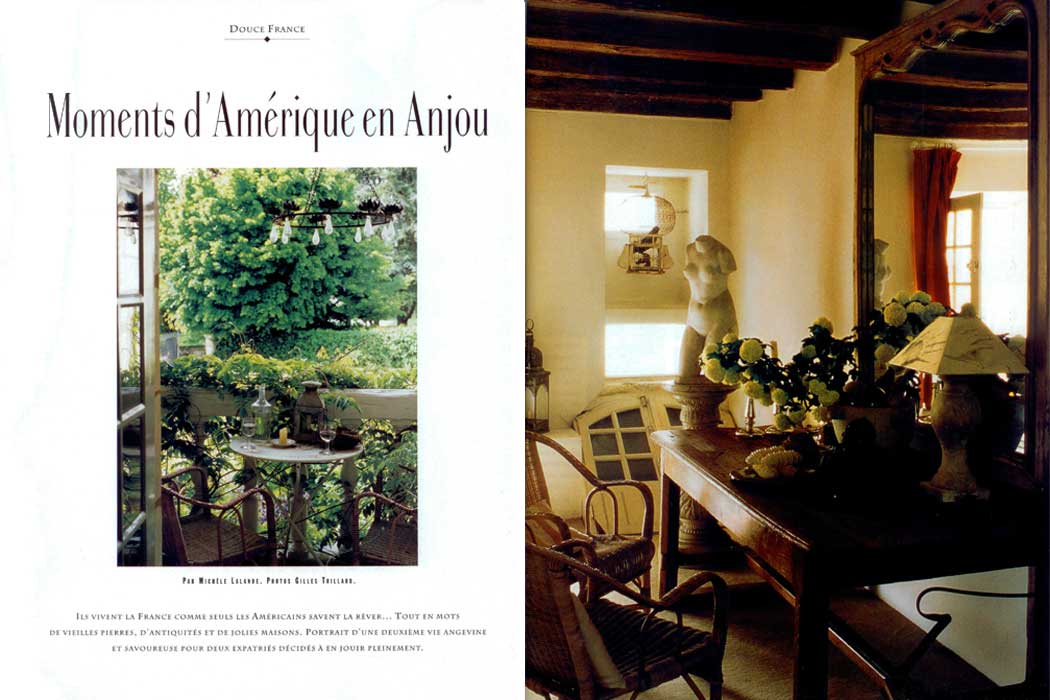 DOUCE FRANCE
Moments d'Amérique en Anjou
PAR MICHÈLE LALANDE. PHOTOS GILLES TRILLARD.
ILS VIVENT LA FRANCE COMME SEULS LES AMÉRICAINS SAVENT LA RÊVER... TOUT EN MOTS
DE VIEILLES PIERRES, D'ANTIQUITÉS ET DE JOLIES MAISONS. PORTRAIT D'UNE DEUXIÈME VIE ANGEVINE
ET SAVOUREUSE POUR DEUX EXPATRIÉS DÉCIDÉS À EN JOUIR PLEINEMENT.